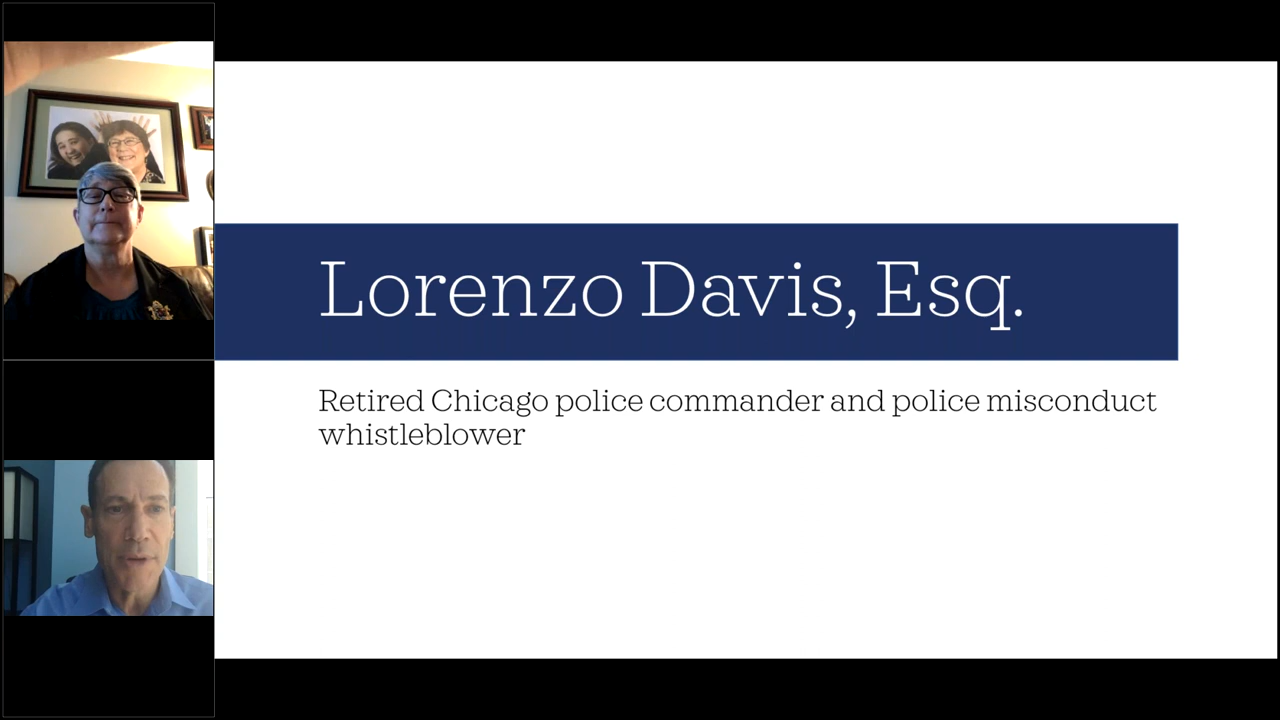 Lorenzo Davis, Esq.
Retired Chicago police commander and police misconduct
whistleblower